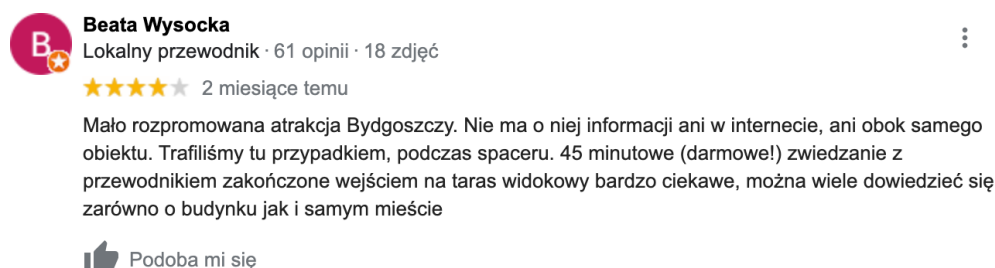 B
Beata Wysocka
Lokalny przewodnik · 61 opinii · 18 zdjęć
2 miesiące temu
Mało rozpromowana atrakcja Bydgoszczy. Nie ma o niej informacji ani w internecie, ani obok samego
obiektu. Trafiliśmy tu przypadkiem, podczas spaceru. 45 minutowe (darmowe!) zwiedzanie z
przewodnikiem zakończone wejściem na taras widokowy bardzo ciekawe, można wiele dowiedzieć się
zarówno o budynku jak i samym mieście
Podoba mi się